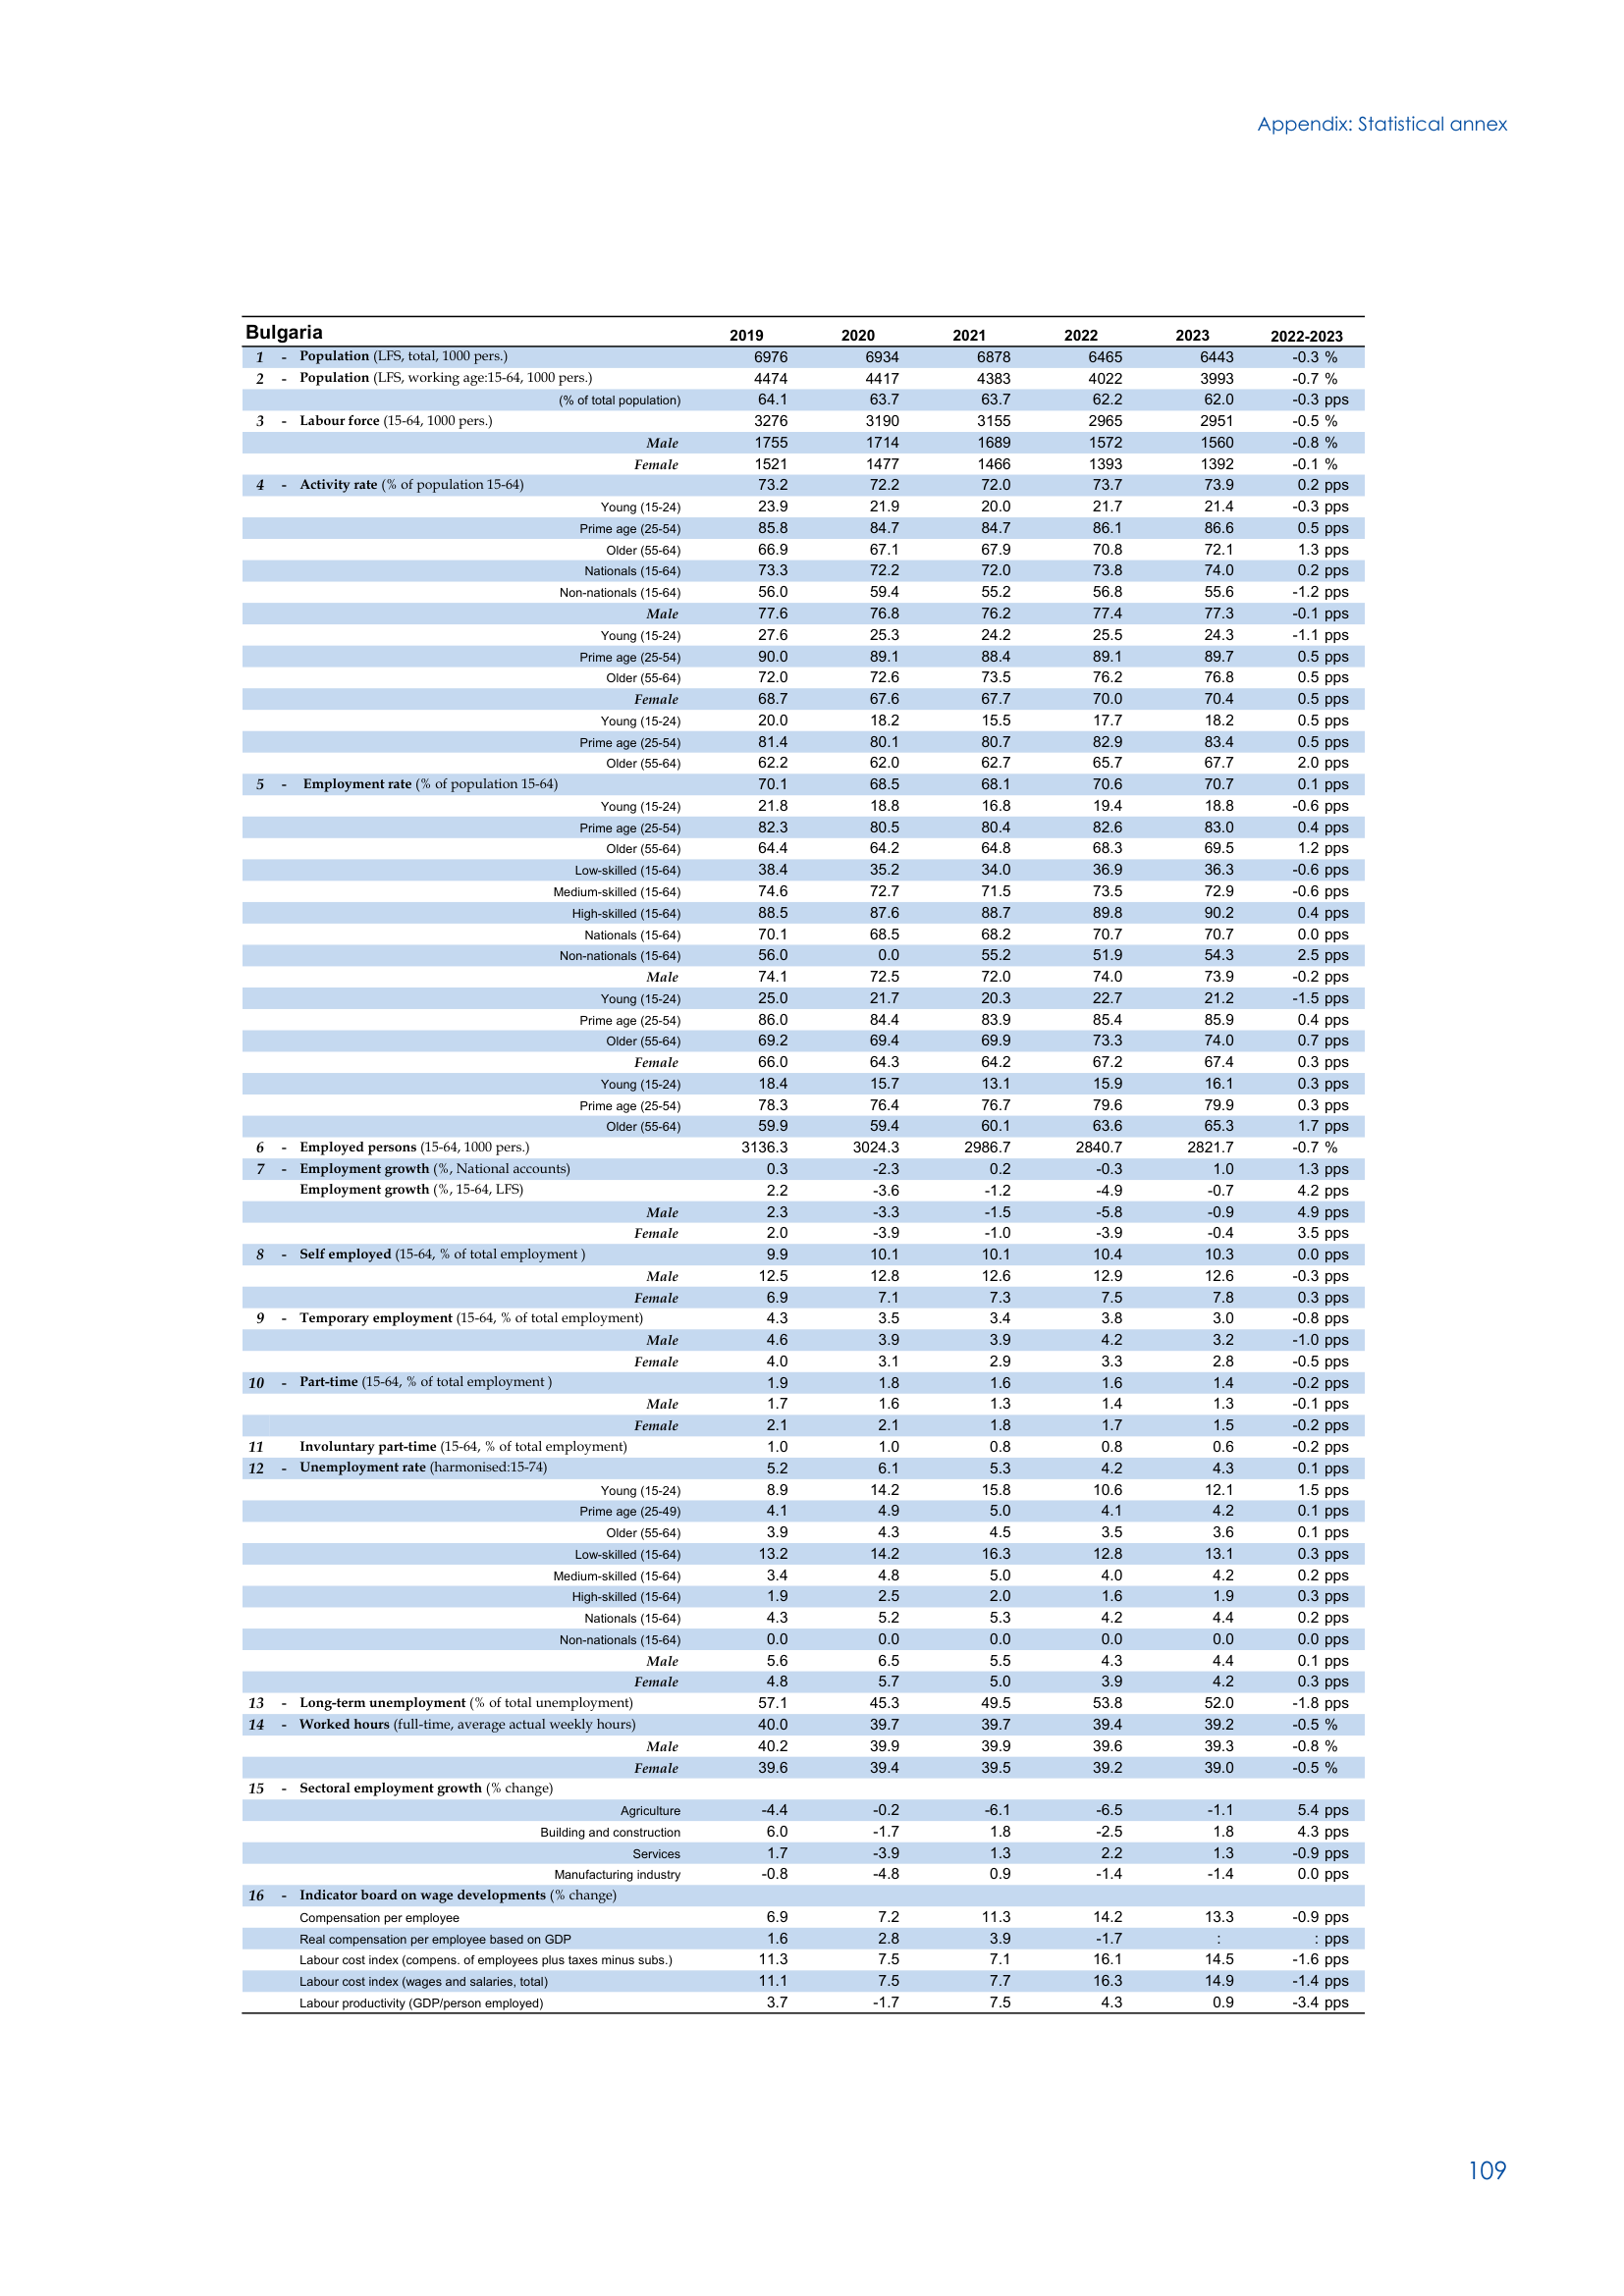 Appendix: Statistical annex
Bulgaria 2019 2020 2021 2022 2023 2022-2023
1 - Population (LFS, total, 1000 pers.) 6976 6934 6878 6465 6443 -0.3 %
2 - Population (LFS, working age:15-64, 1000 pers.) 4474 4417 4383 4022 3993 -0.7 %
(% of total population) 64.1 63.7 63.7 62.2 62.0 -0.3 pps
3 - Labour force (15-64, 1000 pers.) 3276 3190 3155 2965 2951 -0.5 %
Male 1755 1714 1689 1572 1560 -0.8 %
Female 1521 1477 1466 1393 1392 -0.1 %
4 - Activity rate (% of population 15-64) 73.2 72.2 72.0 73.7 73.9 0.2 pps
Young (15-24) 23.9 21.9 20.0 21.7 21.4 -0.3 pps
Prime age (25-54) 85.8 84.7 84.7 86.1 86.6 0.5 pps
Older (55-64) 66.9 67.1 67.9 70.8 72.1 1.3 pps
Nationals (15-64) 73.3 72.2 72.0 73.8 74.0 0.2 pps
Non-nationals (15-64) 56.0 59.4 55.2 56.8 55.6 -1.2 pps
Male 77.6 76.8 76.2 77.4 77.3 -0.1 pps
Young (15-24) 27.6 25.3 24.2 25.5 24.3 -1.1 pps
Prime age (25-54) 90.0 89.1 88.4 89.1 89.7 0.5 pps
Older (55-64) 72.0 72.6 73.5 76.2 76.8 0.5 pps
Female 68.7 67.6 67.7 70.0 70.4 0.5 pps
Young (15-24) 20.0 18.2 15.5 17.7 18.2 0.5 pps
Prime age (25-54) 81.4 80.1 80.7 82.9 83.4 0.5 pps
Older (55-64) 62.2 62.0 62.7 65.7 67.7 2.0 pps
5 - Employment rate (% of population 15-64) 70.1 68.5 68.1 70.6 70.7 0.1 pps
Young (15-24) 21.8 18.8 16.8 19.4 18.8 -0.6 pps
Prime age (25-54) 82.3 80.5 80.4 82.6 83.0 0.4 pps
Older (55-64) 64.4 64.2 64.8 68.3 69.5 1.2 pps
Low-skilled (15-64) 38.4 35.2 34.0 36.9 36.3 -0.6 pps
Medium-skilled (15-64) 74.6 72.7 71.5 73.5 72.9 -0.6 pps
High-skilled (15-64) 88.5 87.6 88.7 89.8 90.2 0.4 pps
Nationals (15-64) 70.1 68.5 68.2 70.7 70.7 0.0 pps
Non-nationals (15-64) 56.0 0.0 55.2 51.9 54.3 2.5 pps
Male 74.1 72.5 72.0 74.0 73.9 -0.2 pps
Young (15-24) 25.0 21.7 20.3 22.7 21.2 -1.5 pps
Prime age (25-54) 86.0 84.4 83.9 85.4 85.9 0.4 pps
Older (55-64) 69.2 69.4 69.9 73.3 74.0 0.7 pps
Female 66.0 64.3 64.2 67.2 67.4 0.3 pps
Young (15-24) 18.4 15.7 13.1 15.9 16.1 0.3 pps
Prime age (25-54) 78.3 76.4 76.7 79.6 79.9 0.3 pps
Older (55-64) 59.9 59.4 60.1 63.6 65.3 1.7 pps
6 - Employed persons (15-64, 1000 pers.) 3136.3 3024.3 2986.7 2840.7 2821.7 -0.7 %
7 - Employment growth (%, National accounts) 0.3 -2.3 0.2 -0.3 1.0 1.3 pps
Employment growth (%, 15-64, LFS) 2.2 -3.6 -1.2 -4.9 -0.7 4.2 pps
Male 2.3 -3.3 -1.5 -5.8 -0.9 4.9 pps
Female 2.0 -3.9 -1.0 -3.9 -0.4 3.5 pps
8 - Self employed (15-64, % of total employment ) 9.9 10.1 10.1 10.4 10.3 0.0 pps
Male 12.5 12.8 12.6 12.9 12.6 -0.3 pps
Female 6.9 7.1 7.3 7.5 7.8 0.3 pps
9 - Temporary employment (15-64, % of total employment) 4.3 3.5 3.4 3.8 3.0 -0.8 pps
Male 4.6 3.9 3.9 4.2 3.2 -1.0 pps
Female 4.0 3.1 2.9 3.3 2.8 -0.5 pps
10 - Part-time (15-64, % of total employment ) 1.9 1.8 1.6 1.6 1.4 -0.2 pps
Male 1.7 1.6 1.3 1.4 1.3 -0.1 pps
Female 2.1 2.1 1.8 1.7 1.5 -0.2 pps
11 Involuntary part-time (15-64, % of total employment) 1.0 1.0 0.8 0.8 0.6 -0.2 pps
12 - Unemployment rate (harmonised:15-74) 5.2 6.1 5.3 4.2 4.3 0.1 pps
Young (15-24) 8.9 14.2 15.8 10.6 12.1 1.5 pps
Prime age (25-49) 4.1 4.9 5.0 4.1 4.2 0.1 pps
Older (55-64) 3.9 4.3 4.5 3.5 3.6 0.1 pps
Low-skilled (15-64) 13.2 14.2 16.3 12.8 13.1 0.3 pps
Medium-skilled (15-64) 3.4 4.8 5.0 4.0 4.2 0.2 pps
High-skilled (15-64) 1.9 2.5 2.0 1.6 1.9 0.3 pps
Nationals (15-64) 4.3 5.2 5.3 4.2 4.4 0.2 pps
Non-nationals (15-64) 0.0 0.0 0.0 0.0 0.0 0.0 pps
Male 5.6 6.5 5.5 4.3 4.4 0.1 pps
Female 4.8 5.7 5.0 3.9 4.2 0.3 pps
13 - Long-term unemployment (% of total unemployment) 57.1 45.3 49.5 53.8 52.0 -1.8 pps
14 - Worked hours (full-time, average actual weekly hours) 40.0 39.7 39.7 39.4 39.2 -0.5 %
Male 40.2 39.9 39.9 39.6 39.3 -0.8 %
Female 39.6 39.4 39.5 39.2 39.0 -0.5 %
15 - Sectoral employment growth (% change)
Agriculture -4.4 -0.2 -6.1 -6.5 -1.1 5.4 pps
Building and construction 6.0 -1.7 1.8 -2.5 1.8 4.3 pps
Services 1.7 -3.9 1.3 2.2 1.3 -0.9 pps
Manufacturing industry -0.8 -4.8 0.9 -1.4 -1.4 0.0 pps
16 - Indicator board on wage developments (% change)
Compensation per employee 6.9 7.2 11.3 14.2 13.3 -0.9 pps
Real compensation per employee based on GDP 1.6 2.8 3.9 -1.7 : : pps
Labour cost index (compens. of employees plus taxes minus subs.) 11.3 7.5 7.1 16.1 14.5 -1.6 pps
Labour cost index (wages and salaries, total) 11.1 7.5 7.7 16.3 14.9 -1.4 pps
Labour productivity (GDP/person employed) 3.7 -1.7 7.5 4.3 0.9 -3.4 pps
109